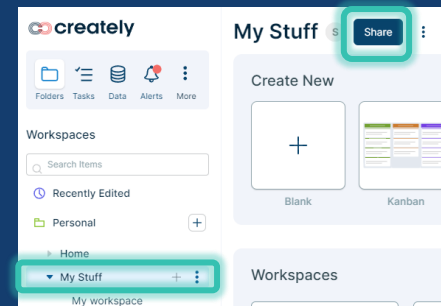 creately
Folders Tasks Data Alerts More
Workspaces
Search Items
Recently Edited
Personal
Home
My Stuff
My workspace
My Stuff
S
Share
Create New
Blank
Kanban
Workspaces